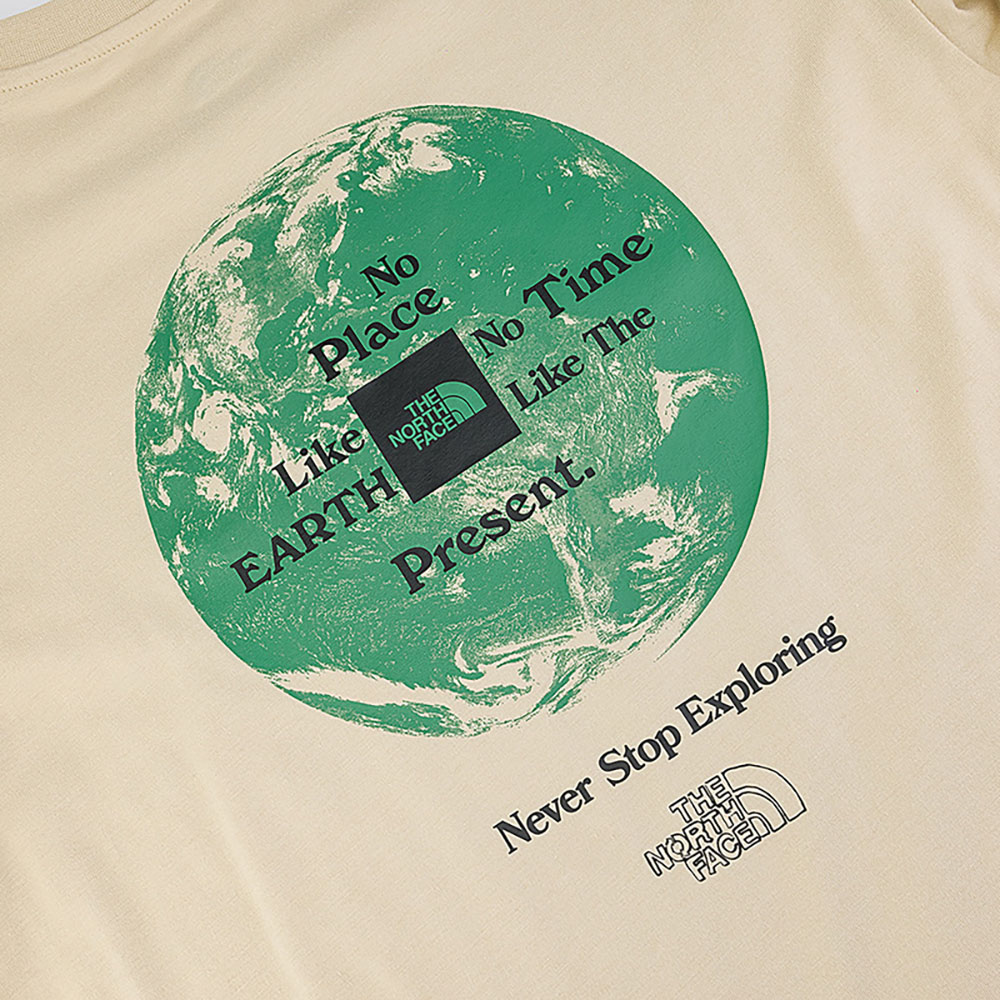 No
Place
Like
EARTH
THE
NORTH
FACE
No Time
Like The
Present.
Never Stop Exploring
THE
NORTH
FACE